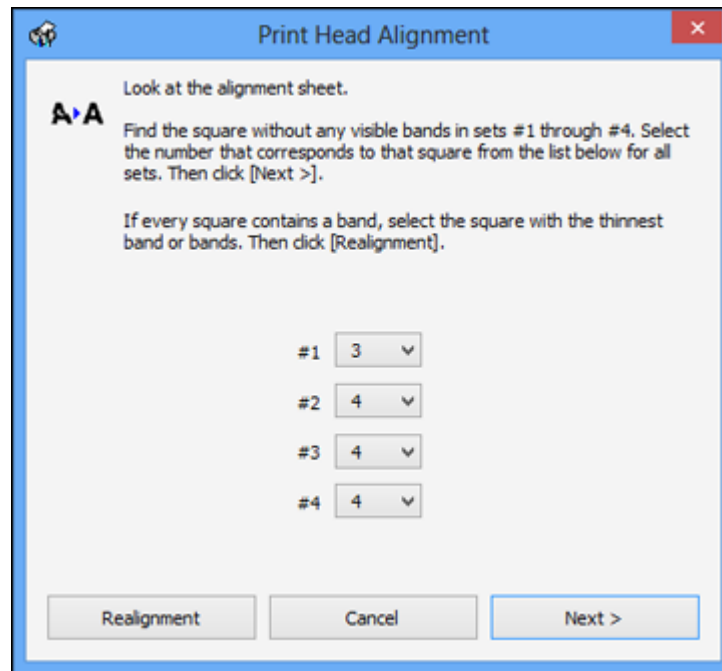 Print Head Alignment
Look at the alignment sheet.
A A
Find the square without any visible bands in sets #1 through #4. Select
the number that corresponds to that square from the list below for all
sets. Then click [Next >].
If every square contains a band, select the square with the thinnest
band or bands. Then click [Realignment].
#1 3
#2 4
#3 4
#4 4
Realignment Cancel Next >